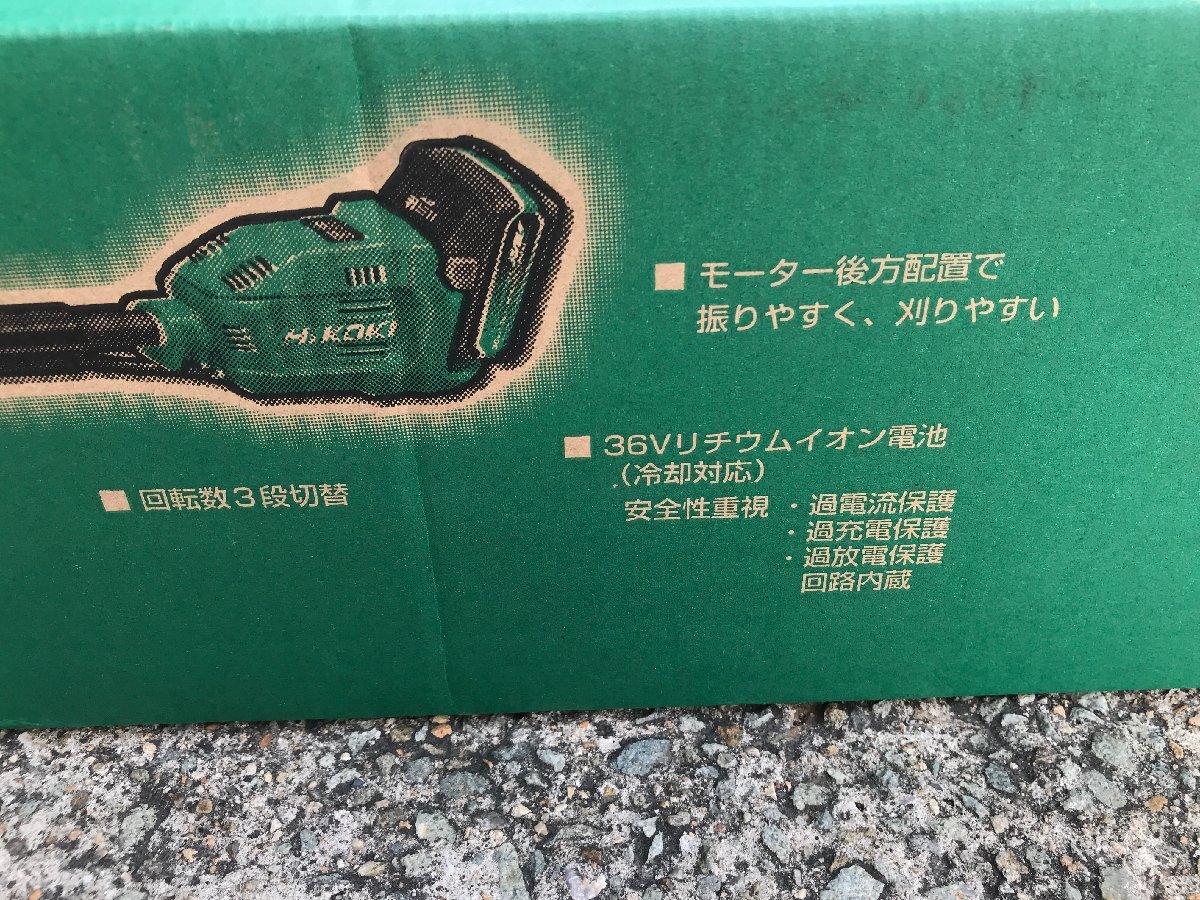 HiKOKI
■ モーター後方配置で
振りやすく、刈りやすい
■ 36Vリチウムイオン電池
(冷却対応)
安全性重視 ・過電流保護
・過充電保護
・過放電保護
回路内蔵
■ 回転数3段切替